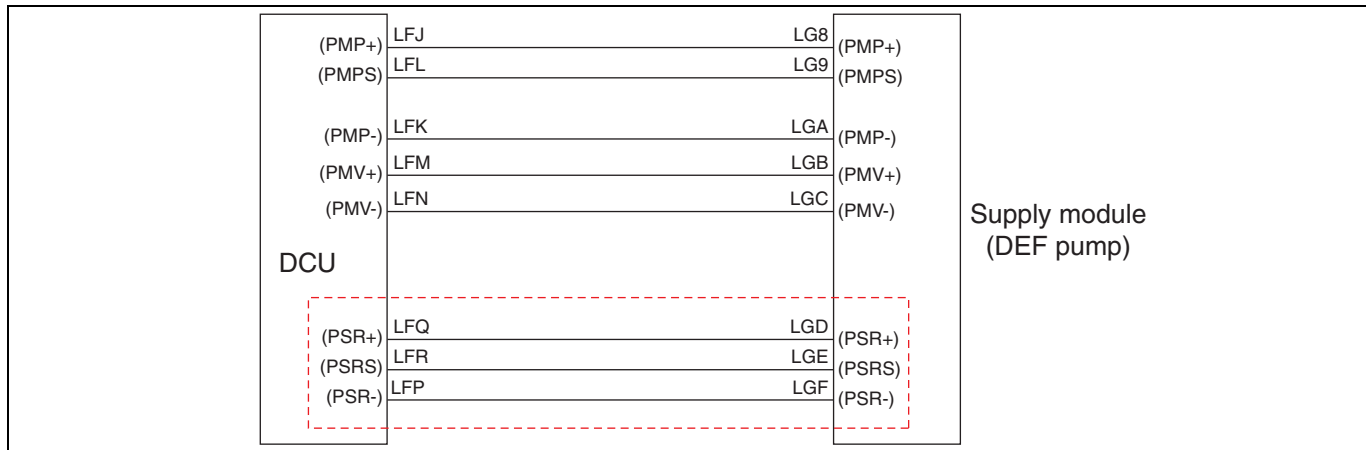 (PMP+) LFJ LG8 (PMP+)
(PMPS) LFL LG9 (PMPS)
(PMP-) LFK LGA (PMP-)
(PMV+) LFM LGB (PMV+)
(PMV-) LFN LGC (PMV-)
Supply module
(DEF pump)
DCU
(PSR+) LFQ LGD (PSR+)
(PSRS) LFR LGE (PSRS)
(PSR-) LFP LGF (PSR-)